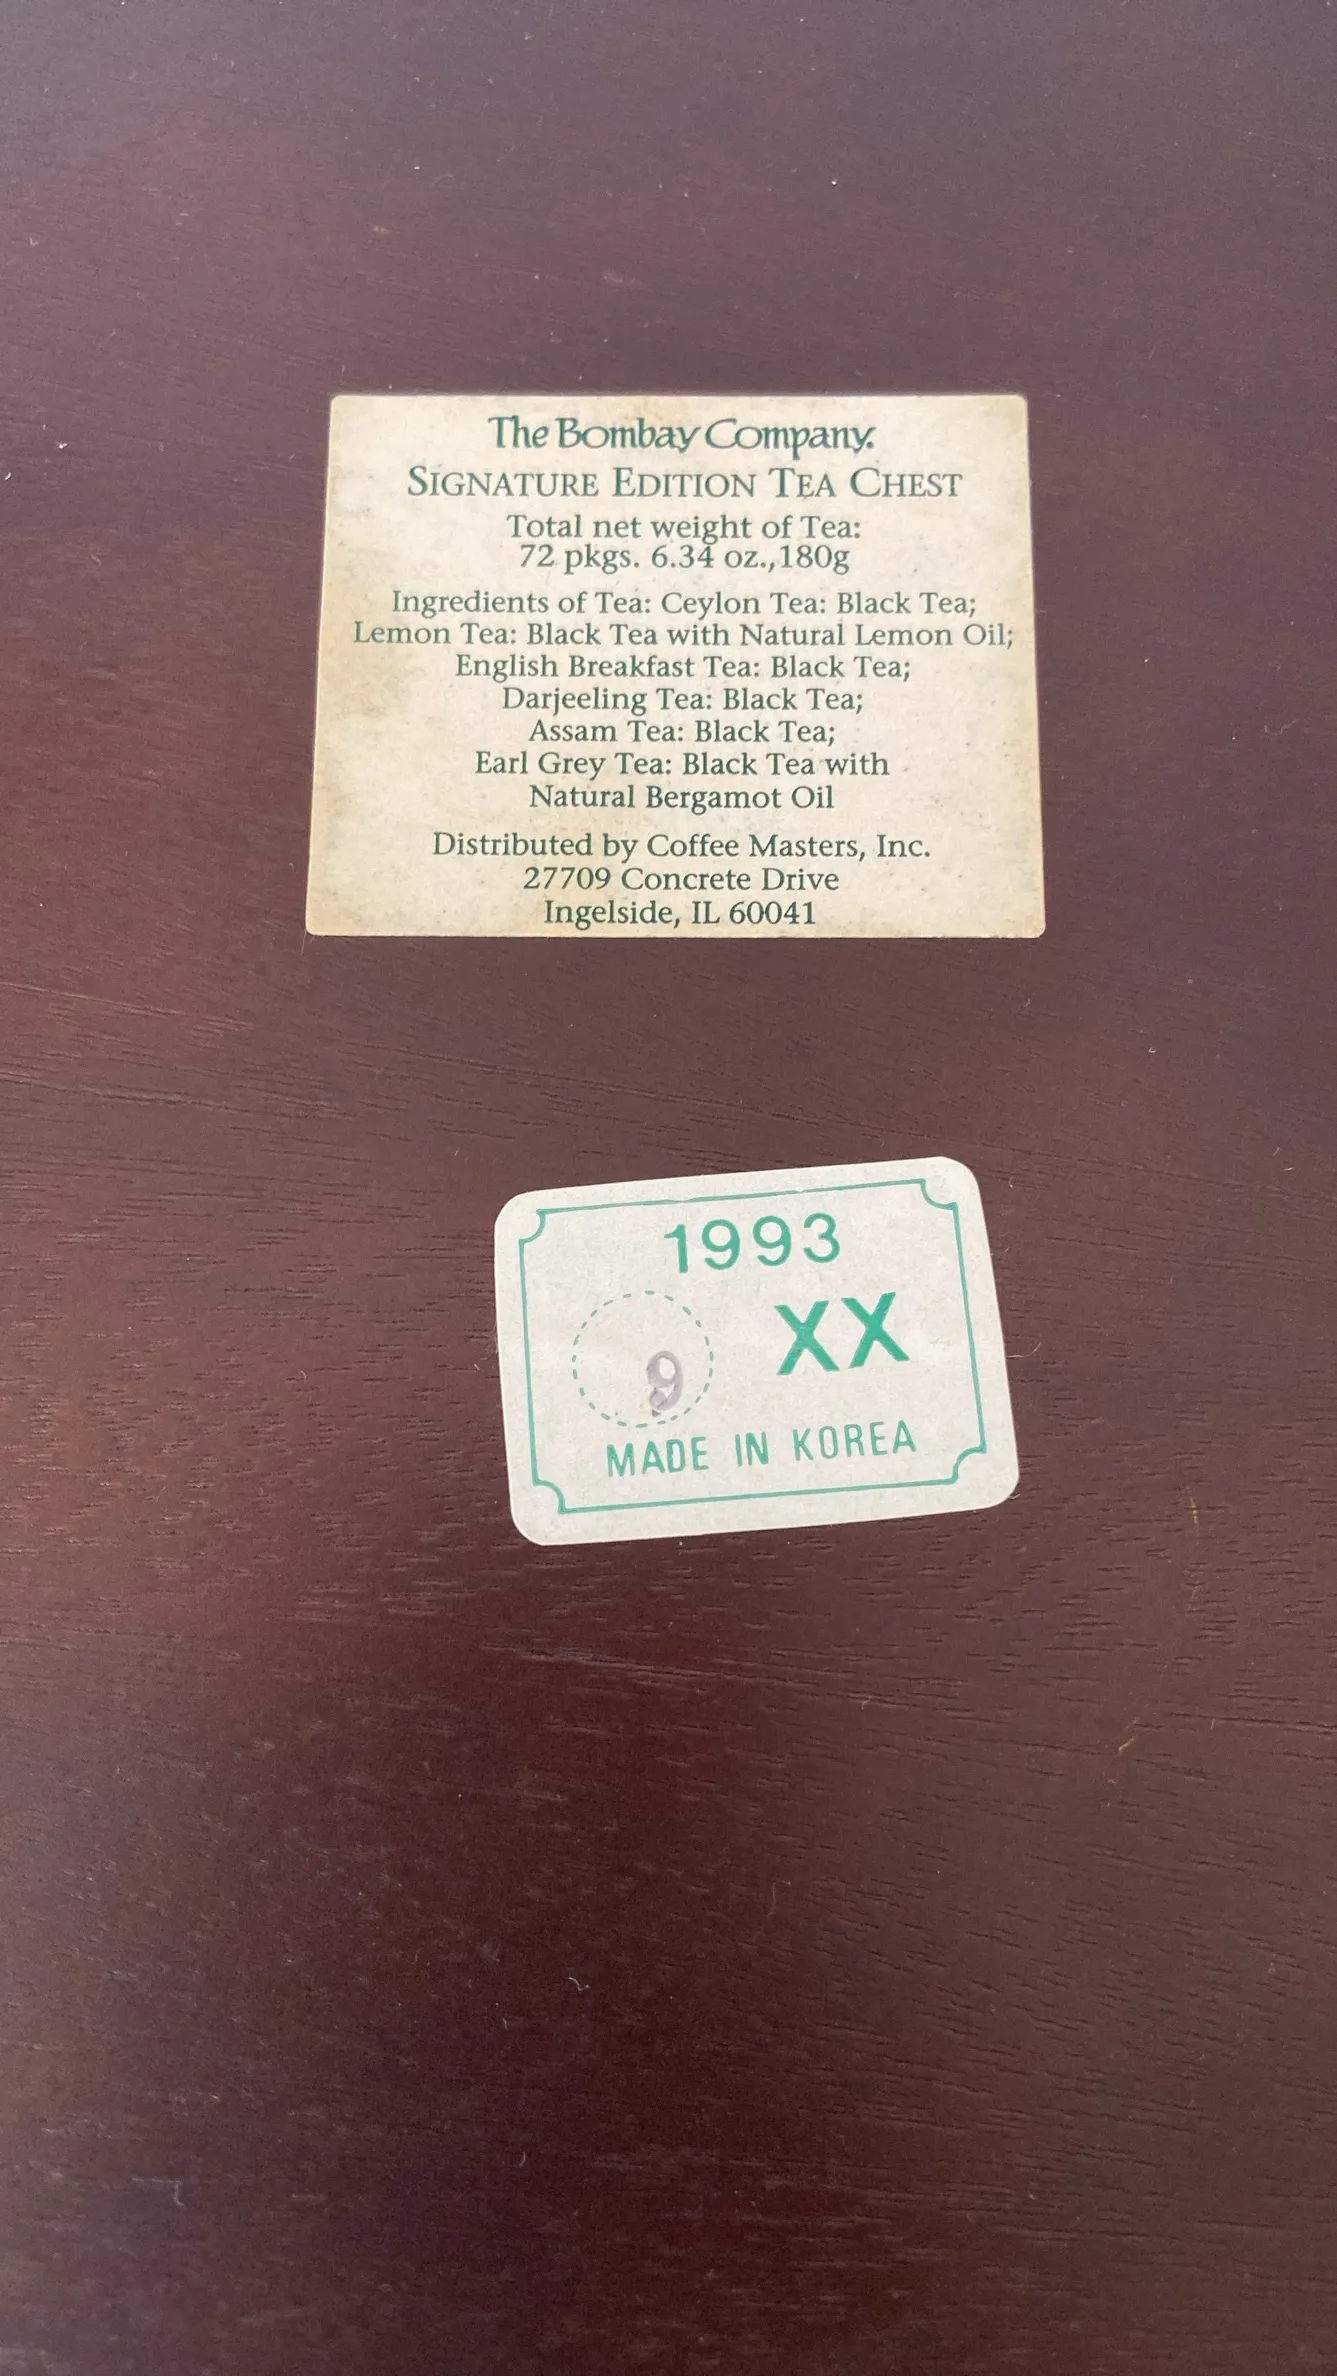 The Bombay Company.
SIGNATURE EDITION TEA CHEST
Total net weight of Tea:
72 pkgs. 6.34 oz.,180g
Ingredients of Tea: Ceylon Tea: Black Tea;
Lemon Tea: Black Tea with Natural Lemon Oil;
English Breakfast Tea: Black Tea;
Darjeeling Tea: Black Tea;
Assam Tea: Black Tea;
Earl Grey Tea: Black Tea with
Natural Bergamot Oil
Distributed by Coffee Masters, Inc.
27709 Concrete Drive
Ingelside, IL 60041
1993
9 XX
MADE IN KOREA